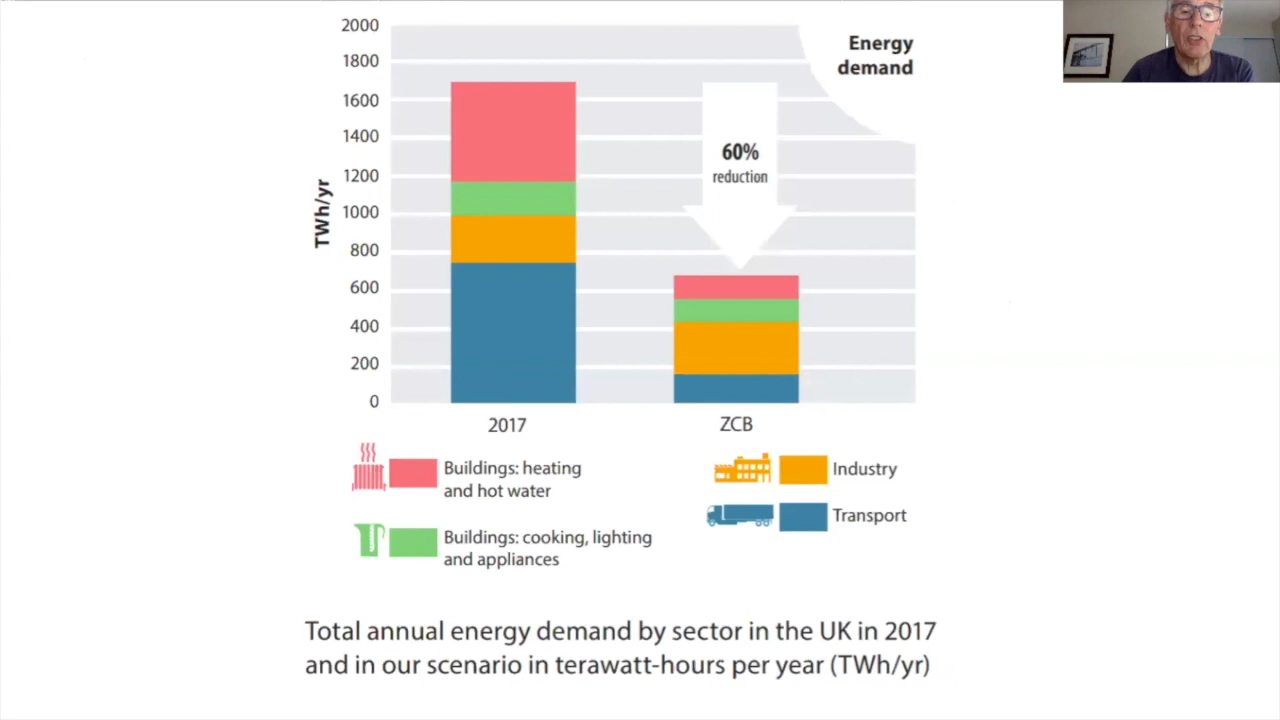 2000
1800
1600
1400
1200
1000
800
600
400
200
0
TWh/yr
Energy
demand
60%
reduction
2017
ZCB
Buildings: heating
and hot water
Industry
Transport
Buildings: cooking, lighting
and appliances
Total annual energy demand by sector in the UK in 2017
and in our scenario in terawatt-hours per year (TWh/yr)